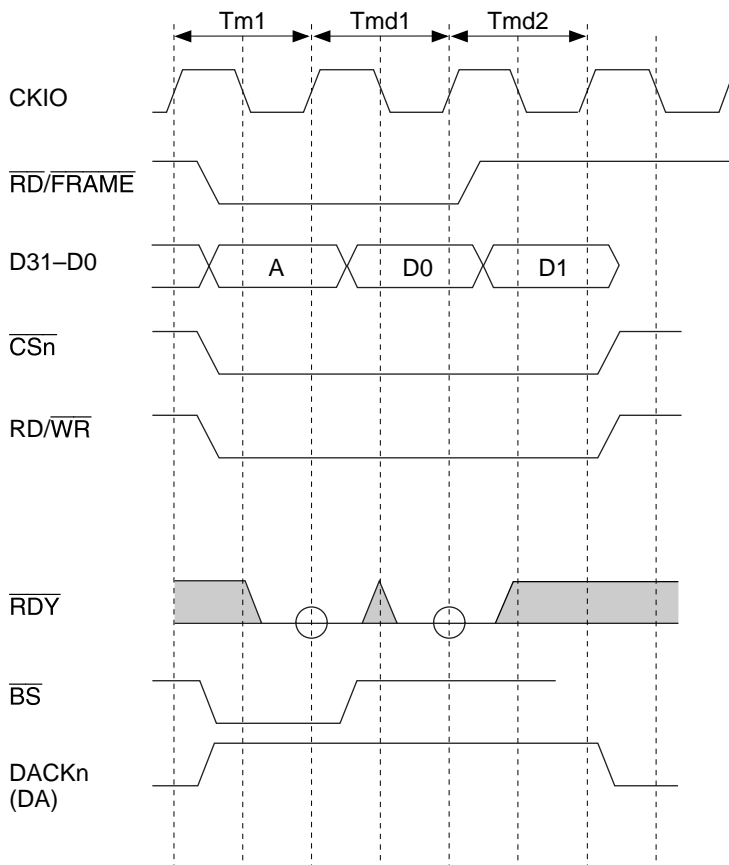 Tm1 Tmd1 Tmd2
CKIO
RD/FRAME
D31–D0 A D0 D1
CSn
RD/WR
RDY
BS
DACKn
(DA)